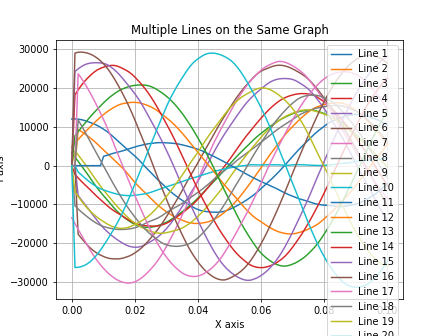 Multiple Lines on the Same Graph
30000
20000
10000
0
−10000
−20000
−30000
0.00
0.02
0.04
0.06
X axis
Line 1
Line 2
Line 3
Line 4
Line 5
Line 6
Line 7
Line 8
Line 9
Line 10
Line 11
Line 12
Line 13
Line 14
Line 15
Line 16
Line 17
Line 18
Line 19